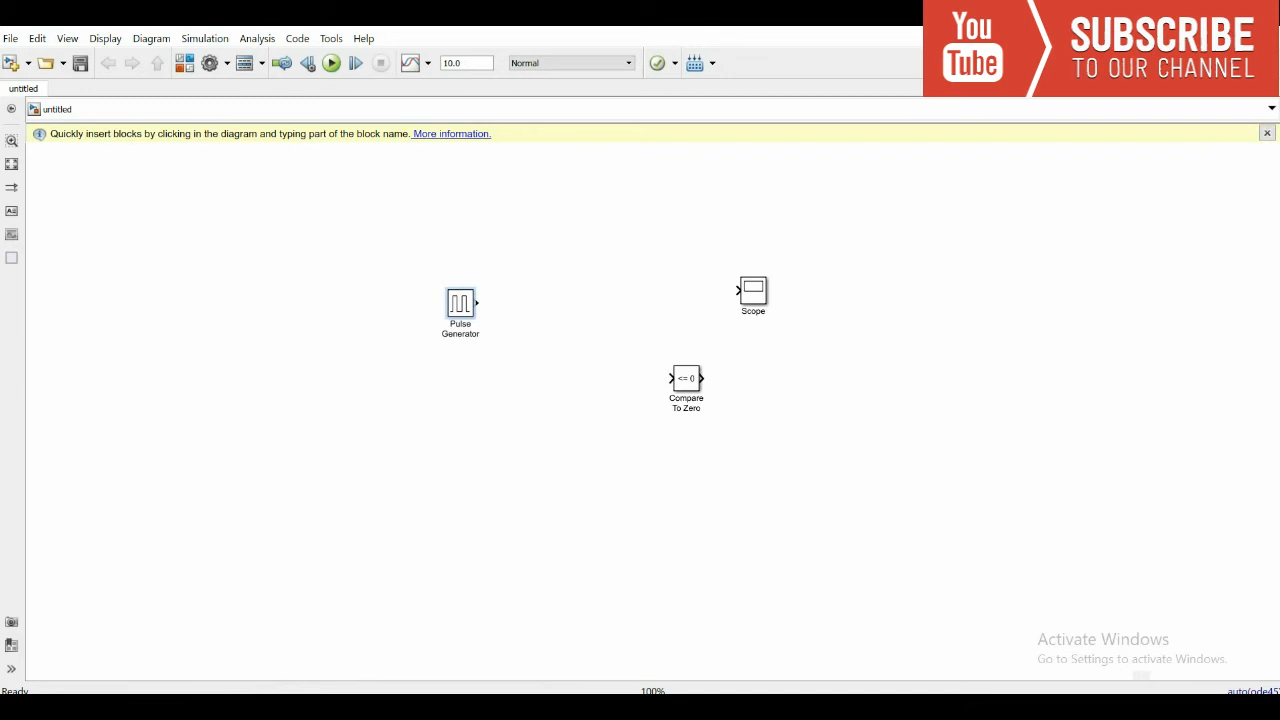 You
Tube
SUBSCRIBE
TO OUR CHANNEL
File Edit View Display Diagram Simulation Analysis Code Tools Help
10.0 Normal
untitled
untitled
Quickly insert blocks by clicking in the diagram and typing part of the block name. More information.
Pulse
Generator
Scope
<= 0
Compare
To Zero
Activate Windows
Go to Settings to activate Windows.
Ready 100% auto(ode45)